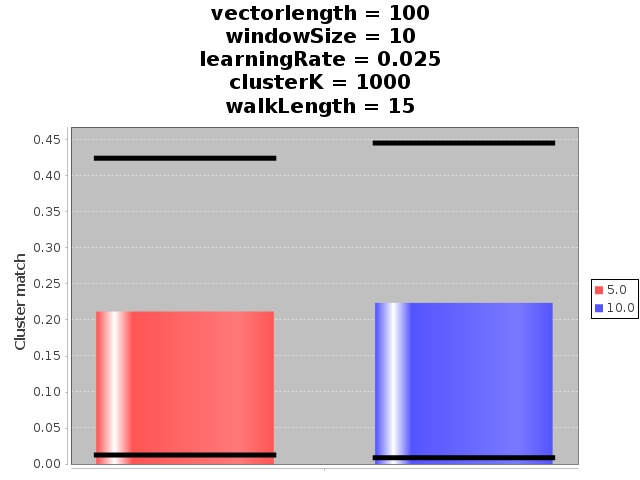 vectorlength = 100
windowSize = 10
learningRate = 0.025
clusterK = 1000
walkLength = 15
0.45
0.40
0.35
0.30
0.25
0.20
0.15
0.10
0.05
0.00
Cluster match
5.0
10.0